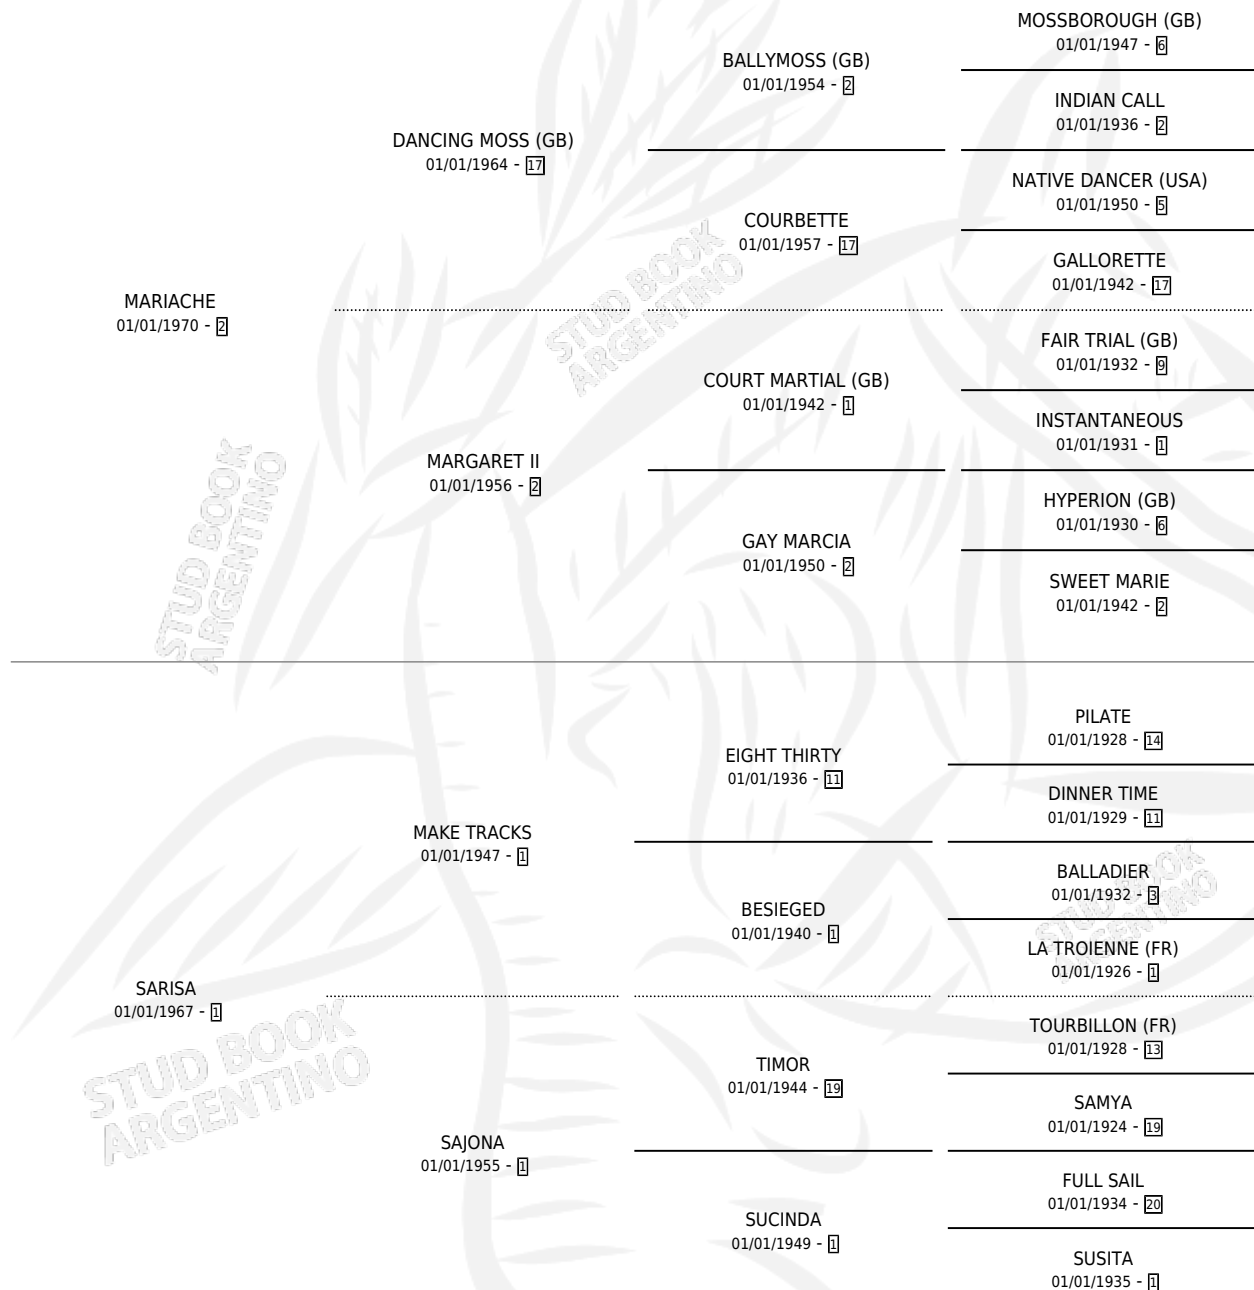 MOSSBOROUGH (GB)
01/01/1947 - 6
BALLYMOSS (GB)
01/01/1954 - 2
INDIAN CALL
01/01/1936 - 2
DANCING MOSS (GB)
01/01/1964 - 17
NATIVE DANCER (USA)
01/01/1950 - 5
COURBETTE
01/01/1957 - 17
GALLORETTE
01/01/1942 - 17
MARIACHE
01/01/1970 - 2
STUD BOOK
ARGENTINO
FAIR TRIAL (GB)
01/01/1932 - 9
COURT MARTIAL (GB)
01/01/1942 - 1
INSTANTANEOUS
01/01/1931 - 1
MARGARET II
01/01/1956 - 2
HYPERION (GB)
01/01/1930 - 6
GAY MARCIA
01/01/1950 - 2
SWEET MARIE
01/01/1942 - 2
STUD BOOK
ARGENTINO
PILATE
01/01/1928 - 14
EIGHT THIRTY
01/01/1936 - 11
DINNER TIME
01/01/1929 - 11
MAKE TRACKS
01/01/1947 - 1
BALLADIER
01/01/1932 - 3
BESIEGED
01/01/1940 - 1
STUD BOOK
ARGENTINO
LA TROIENNE (FR)
01/01/1926 - 1
SARISA
01/01/1967 - 1
TOURBILLON (FR)
01/01/1928 - 13
TIMOR
01/01/1944 - 19
SAMYA
01/01/1924 - 19
STUD BOOK
ARGENTINO
SAJONA
01/01/1955 - 1
FULL SAIL
01/01/1934 - 20
SUCINDA
01/01/1949 - 1
SUSITA
01/01/1935 - 1